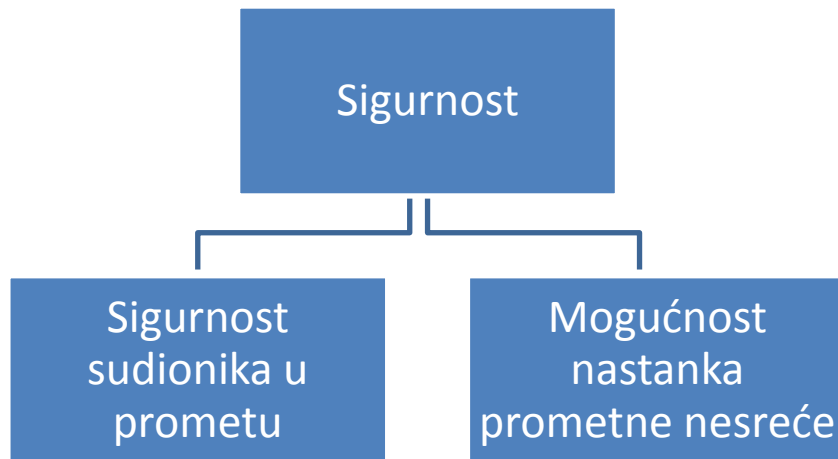 Sigurnost
Sigurnost
sudionika u
prometu
Mogućnost
nastanka
prometne nesreće